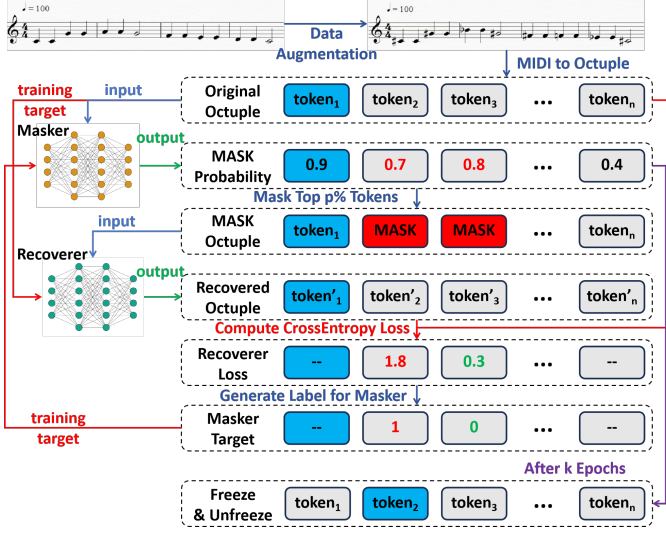 ♩= 100
♩= 100
Data
Augmentation
MIDI to Octuple
training
target
input
Original
Octuple
token₁ token₂ token₃ ... tokenₙ
Masker
output
MASK
Probability
0.9 0.7 0.8 ... 0.4
Mask Top p% Tokens
input
MASK
Octuple
token₁ MASK MASK ... tokenₙ
Recoverer
output
Recovered
Octuple
token'₁ token'₂ token'₃ ... token'ₙ
Compute CrossEntropy Loss
Recoverer
Loss
-- 1.8 0.3 ... --
Generate Label for Masker
training
target
Masker
Target
-- 1 0 ... --
After k Epochs
Freeze
& Unfreeze
token₁ token₂ token₃ ... tokenₙ